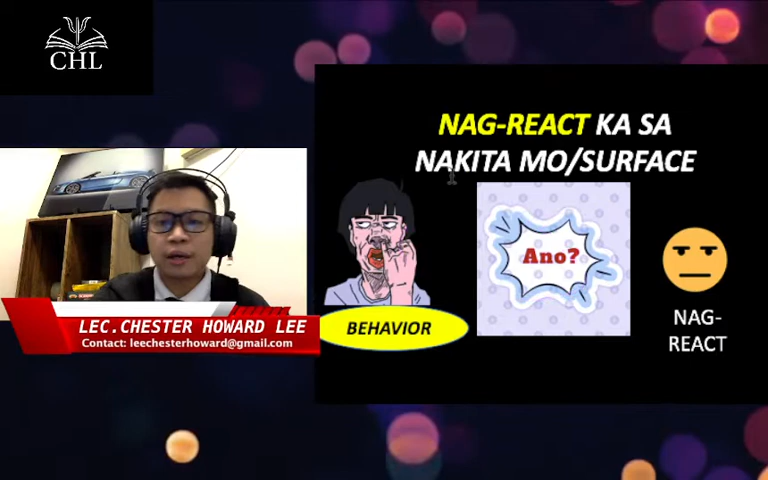 CHL
NAG-REACT KA SA
NAKITA MO/SURFACE
Ano?
BEHAVIOR
NAG-
REACT
LEC.CHESTER HOWARD LEE
Contact: leechesterhoward@gmail.com